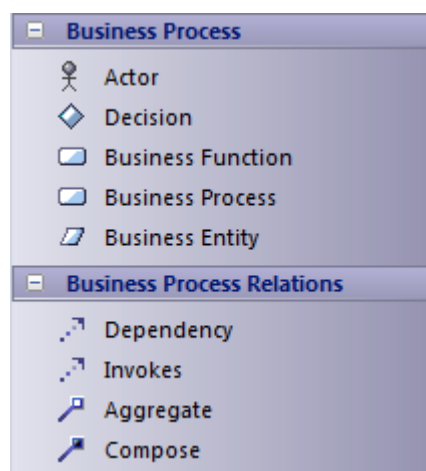 Business Process
Actor
Decision
Business Function
Business Process
Business Entity
Business Process Relations
Dependency
Invokes
Aggregate
Compose